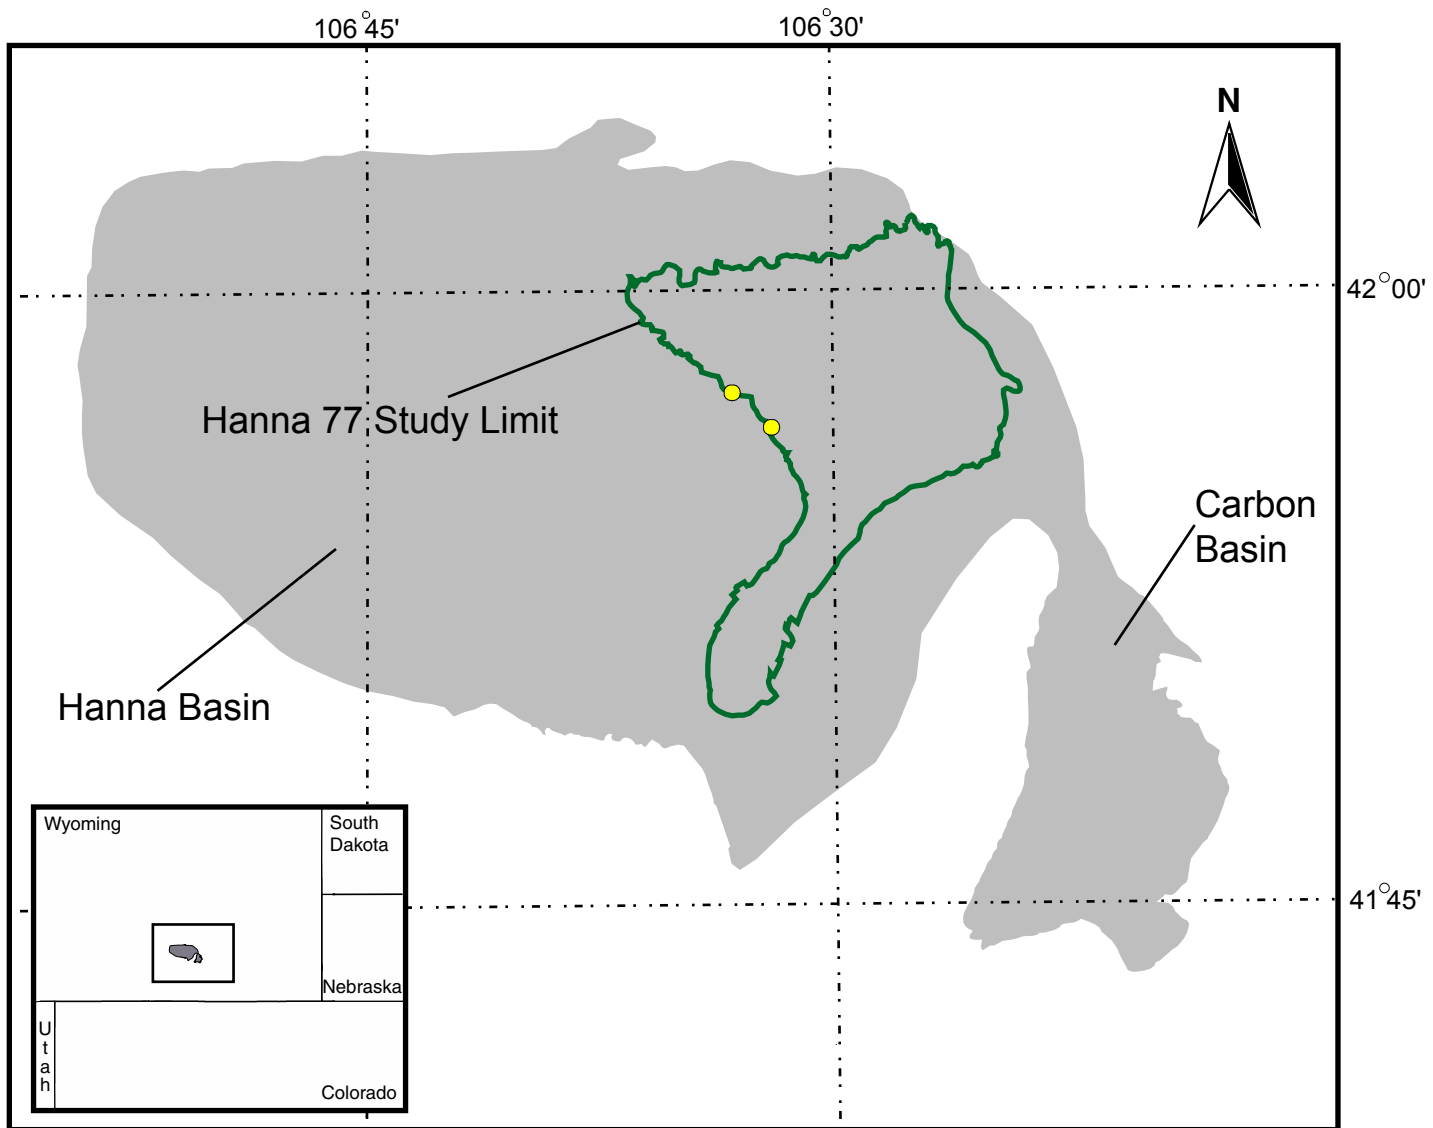 106°45'
106°30'
N
42°00'
Hanna 77 Study Limit
Carbon
Basin
Hanna Basin
Wyoming
South
Dakota
41°45'
Nebraska
U
t
a
h
Colorado